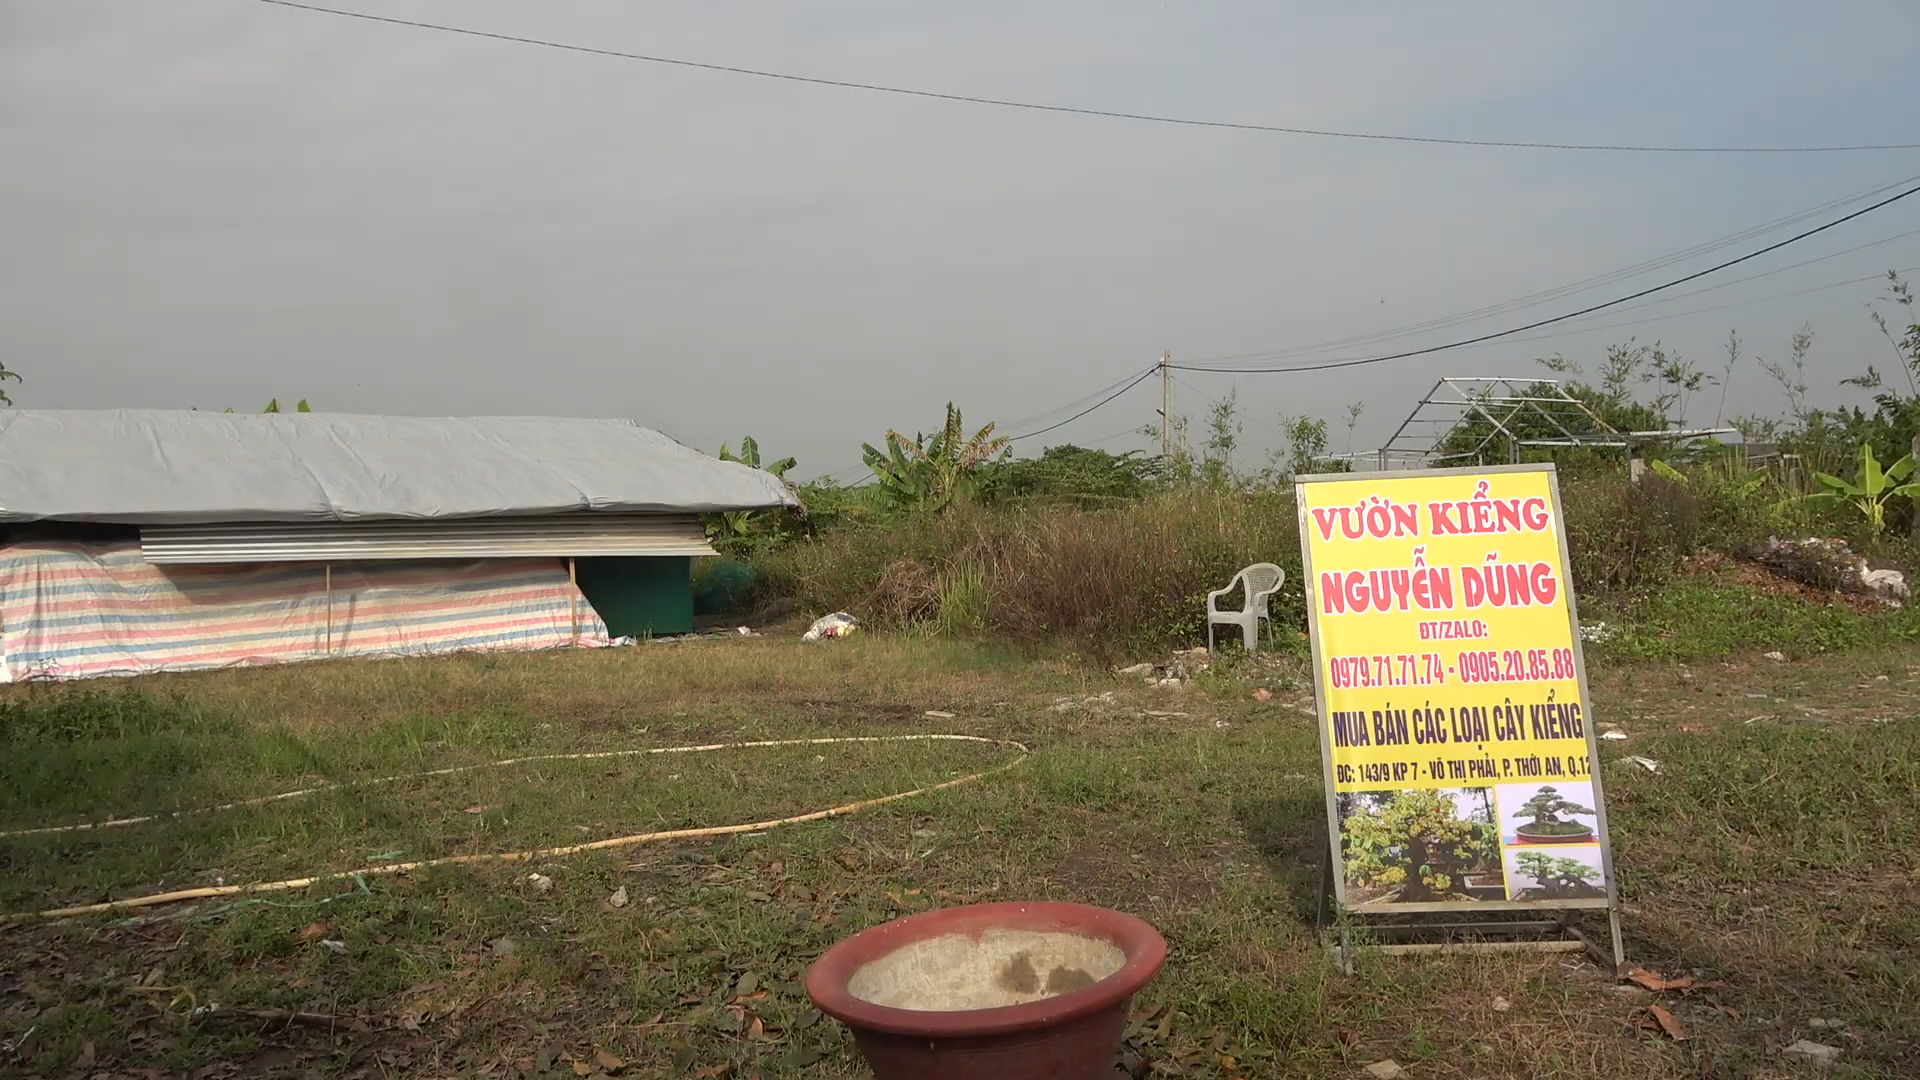 VƯỜN KIỂNG
NGUYỄN DŨNG
ĐT/ZALO:
0979.71.71.74 - 0905.20.85.88
MUA BÁN CÁC LOẠI CÂY KIỂNG
ĐC: 143/9 KP 7 - VÕ THỊ PHẢI, P. THỚI AN, Q.12